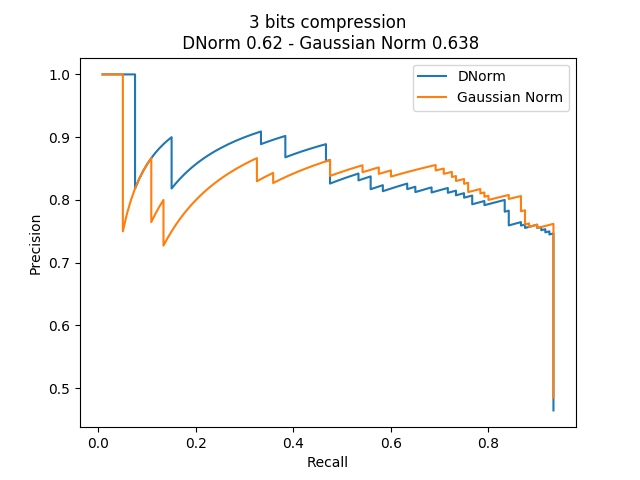 3 bits compression
DNorm 0.62 - Gaussian Norm 0.638
DNorm
Gaussian Norm
1.0
0.9
0.8
0.7
0.6
0.5
Precision
0.0
0.2
0.4
0.6
0.8
Recall